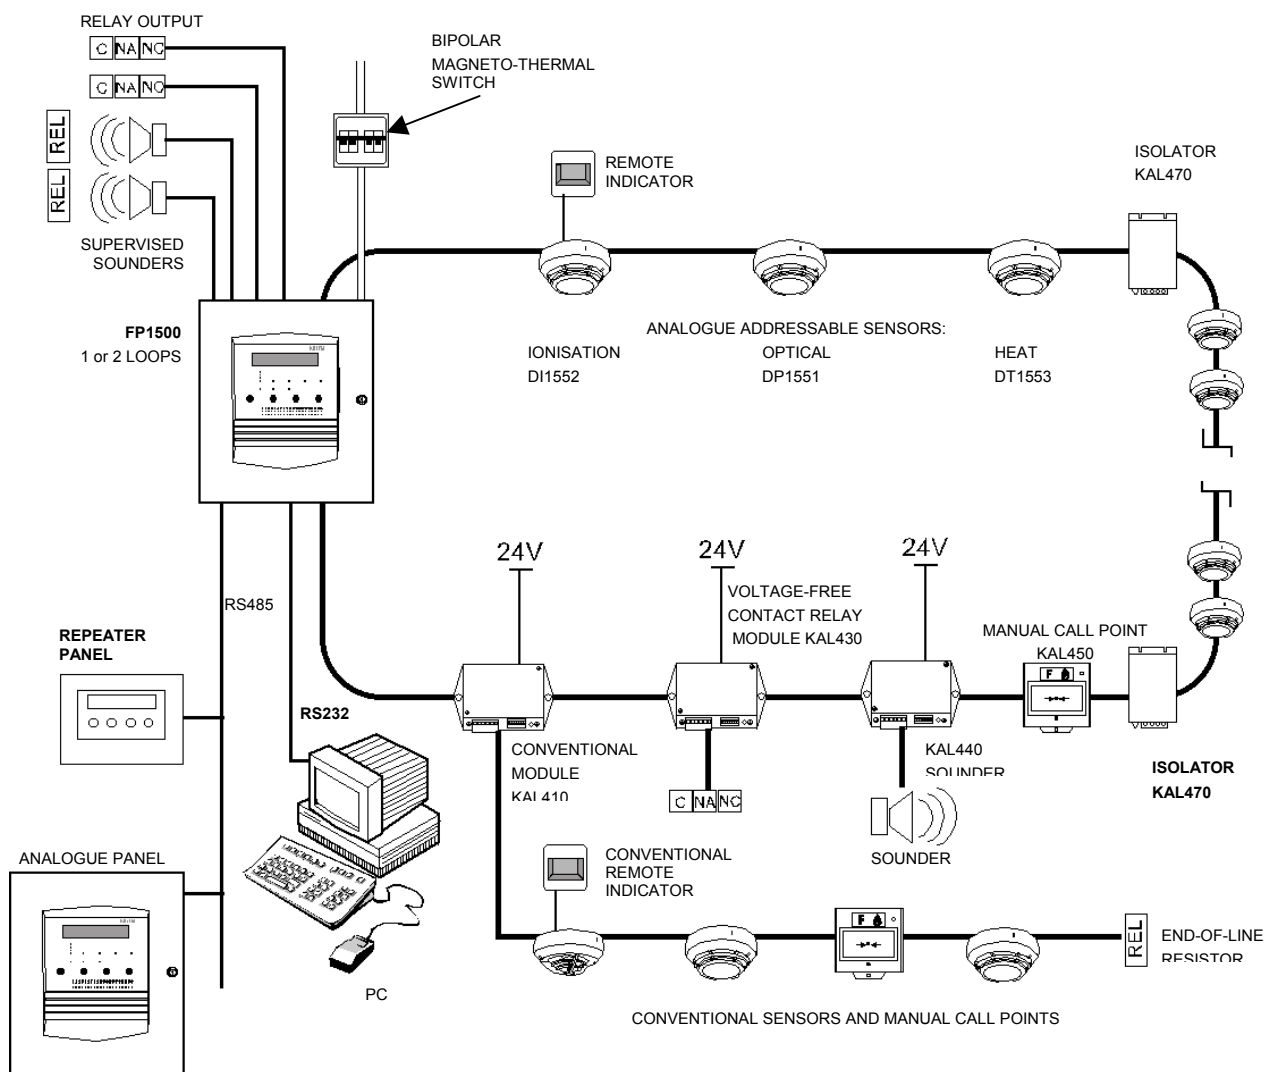 RELAY OUTPUT
C NA NC
C NA NC
REL
REL
SUPERVISED
SOUNDERS
BIPOLAR
MAGNETO-THERMAL
SWITCH
REMOTE
INDICATOR
ISOLATOR
KAL470
FP1500
1 or 2 LOOPS
ANALOGUE ADDRESSABLE SENSORS:
IONISATION
DI1552
OPTICAL
DP1551
HEAT
DT1553
24V
24V
24V
RS485
VOLTAGE-FREE
CONTACT RELAY
MODULE KAL430
MANUAL CALL POINT
KAL450
F
REPEATER
PANEL
RS232
CONVENTIONAL
MODULE
KAL410
C NA NC
KAL440
SOUNDER
SOUNDER
ISOLATOR
KAL470
ANALOGUE PANEL
PC
CONVENTIONAL
REMOTE
INDICATOR
F
REL
END-OF-LINE
RESISTOR
CONVENTIONAL SENSORS AND MANUAL CALL POINTS